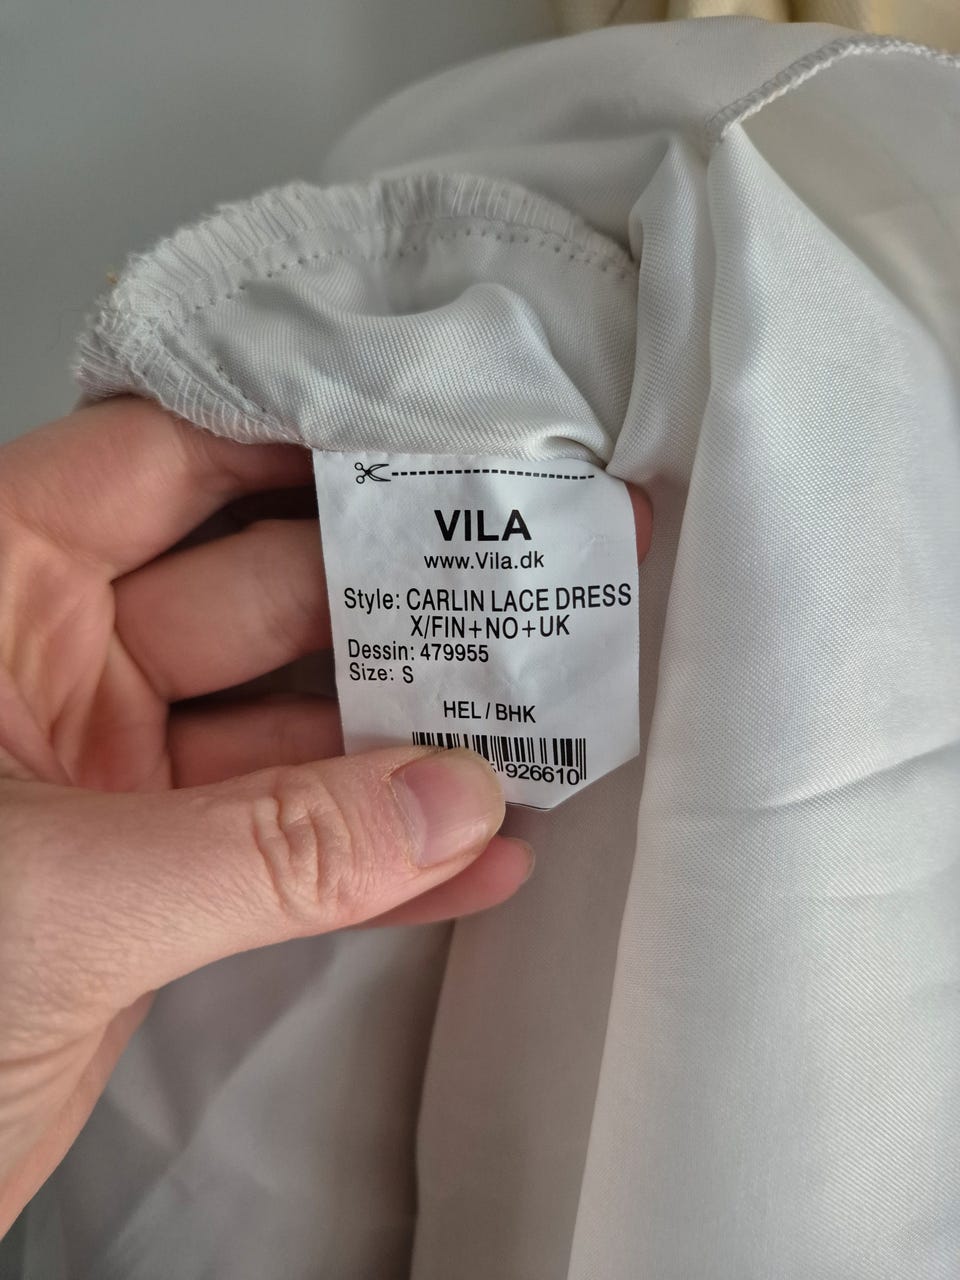 VILA
www.Vila.dk
Style: CARLIN LACE DRESS
X/FIN+NO+UK
Dessin: 479955
Size: S
HEL / BHK
926610